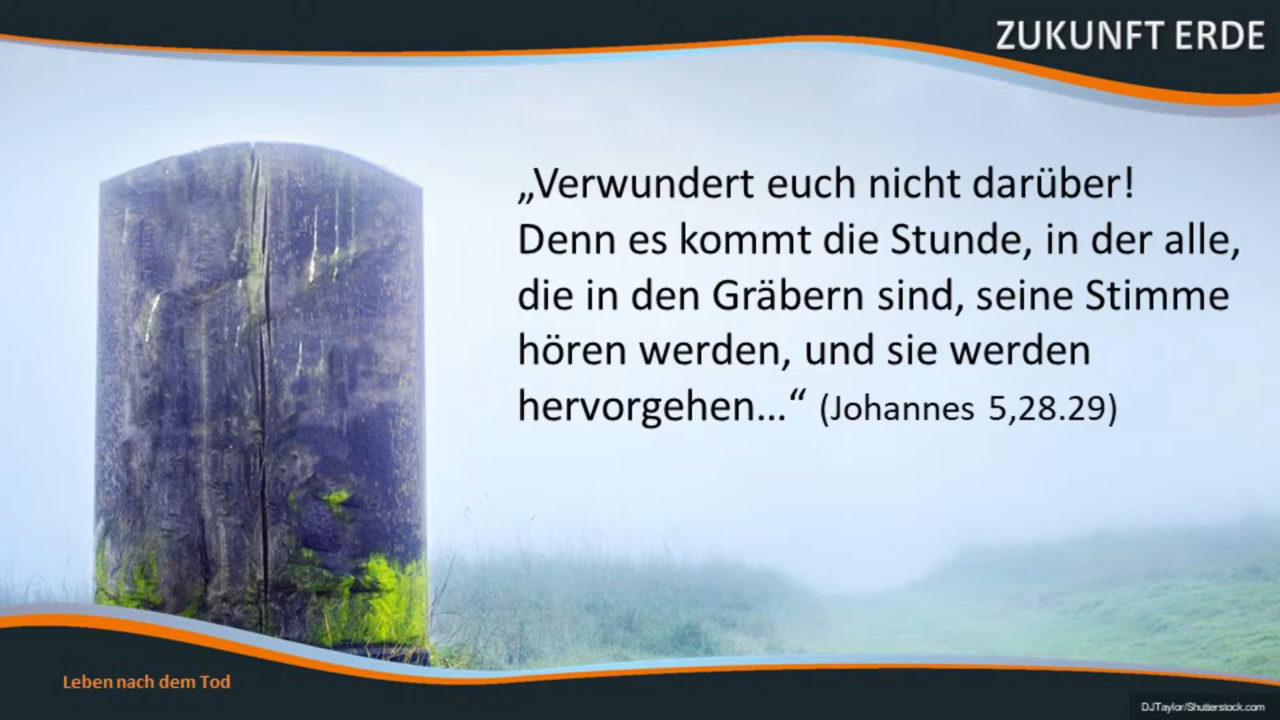 ZUKUNFT ERDE
„Verwundert euch nicht darüber!
Denn es kommt die Stunde, in der alle,
die in den Gräbern sind, seine Stimme
hören werden, und sie werden
hervorgehen…“ (Johannes 5,28.29)
Leben nach dem Tod
DJTaylor/Shutterstock.com